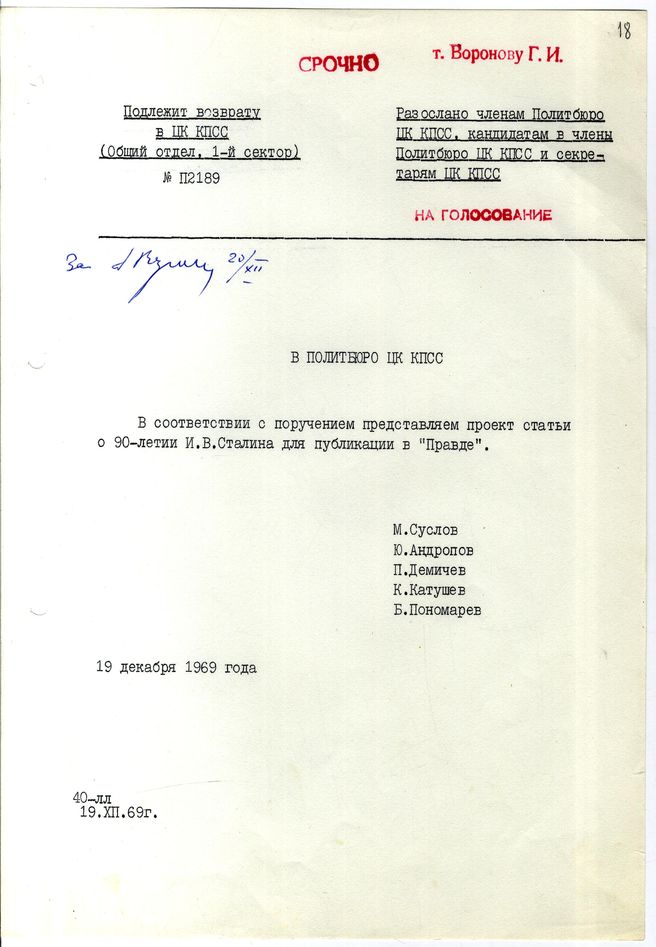 18
СРОЧНО
т. Воронову Г. И.
Подлежит возврату
в ЦК КПСС
(Общий отдел, 1-й сектор)
№ П2189
Разослано членам Политбюро
ЦК КПСС, кандидатам в члены
Политбюро ЦК КПСС и секре-
тарям ЦК КПСС
НА ГОЛОСОВАНИЕ
За 20/XII
В ПОЛИТБЮРО ЦК КПСС
В соответствии с поручением представляем проект статьи
о 90-летии И.В.Сталина для публикации в "Правде".
М.Суслов
Ю.Андропов
П.Демичев
К.Катушев
Б.Пономарев
19 декабря 1969 года
40-лл
19.XII.69г.